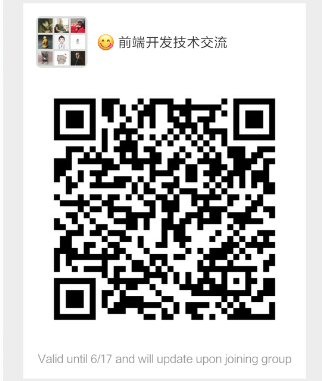 😋 前端开发技术交流
Valid until 6/17 and will update upon joining group